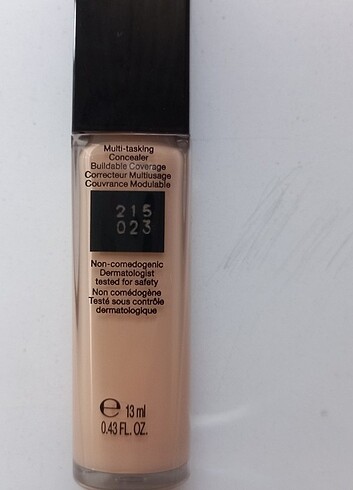 Multi-tasking
Concealer
Buildable Coverage
Correcteur Multiusage
Couvrance Modulable
215
023
Non-comedogenic
Dermatologist
tested for safety
Non comédogène
Testé sous contrôle
dermatologique
e 13 ml
0.43 FL. OZ.